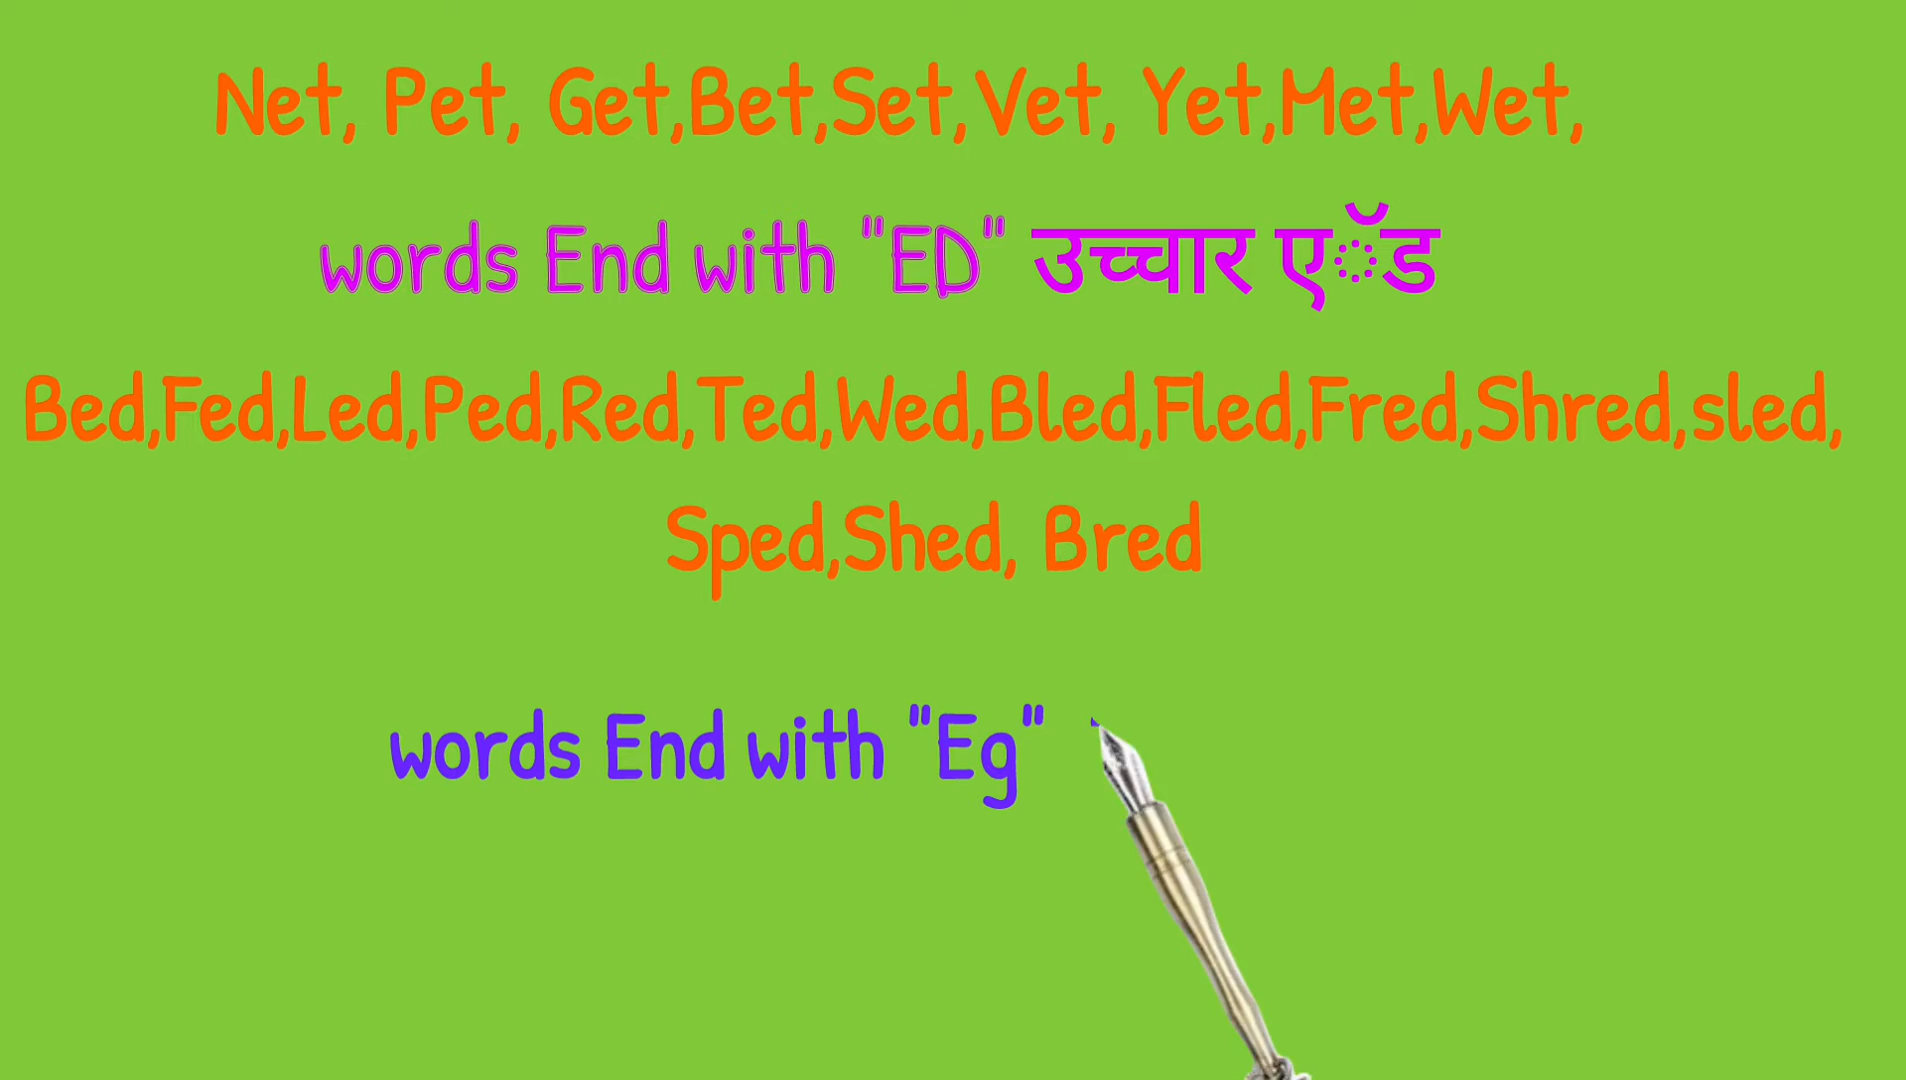 Net, Pet, Get,Bet,Set,Vet, Yet,Met,Wet,
words End with "ED" उच्चार एॅड
Bed,Fed,Led,Ped,Red,Ted,Wed,Bled,Fled,Fred,Shred,sled,
Sped,Shed, Bred
words End with "Eg"